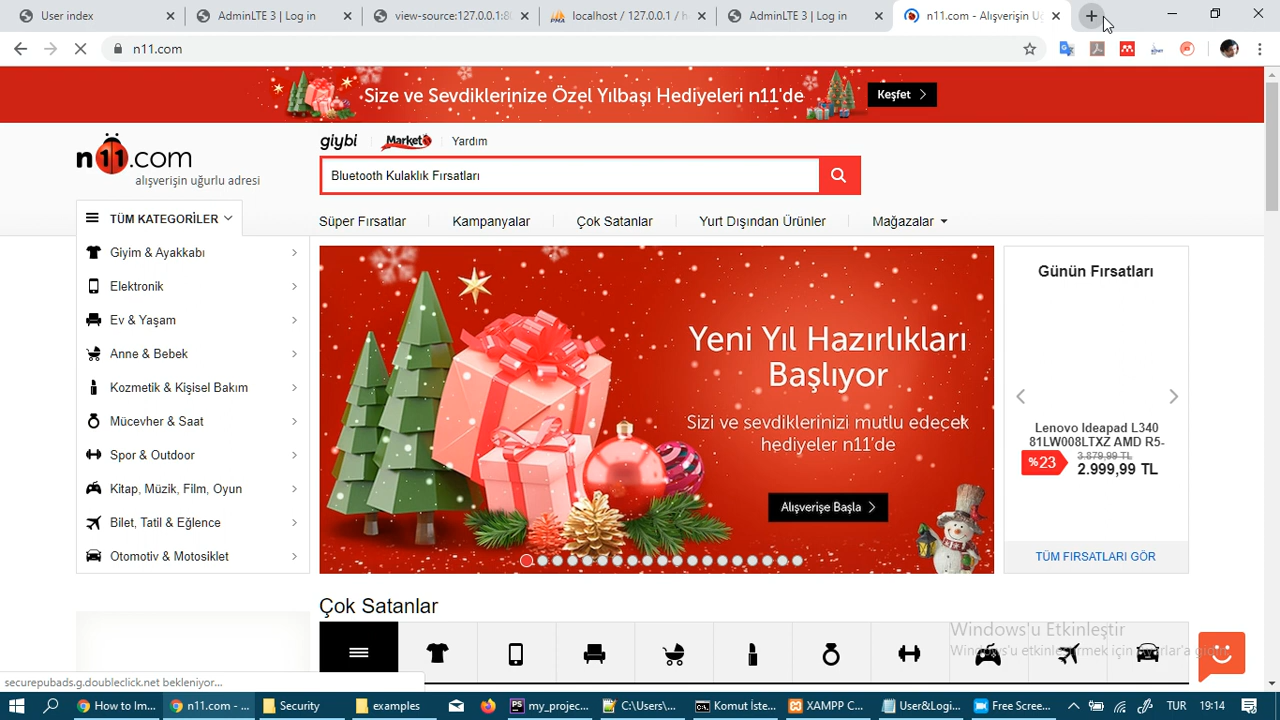 User index
AdminLTE 3 | Log in
view-source:127.0.0.1:80
localhost / 127.0.0.1 / h
AdminLTE 3 | Log in
n11.com - Alışverişin Uğ
n11.com
Size ve Sevdiklerinize Özel Yılbaşı Hediyeleri n11'de
Keşfet
giybi
Market
Yardım
n11.com
alışverişin uğurlu adresi
Bluetooth Kulaklık Fırsatları
TÜM KATEGORİLER
Süper Fırsatlar
Kampanyalar
Çok Satanlar
Yurt Dışından Ürünler
Mağazalar
Giyim & Ayakkabı
Elektronik
Ev & Yaşam
Anne & Bebek
Kozmetik & Kişisel Bakım
Mücevher & Saat
Spor & Outdoor
Kitap, Müzik, Film, Oyun
Bilet, Tatil & Eğlence
Otomotiv & Motosiklet
Yeni Yıl Hazırlıkları
Başlıyor
Sizi ve sevdiklerinizi mutlu edecek
hediyeler n11'de
Alışverişe Başla
Günün Fırsatları
Lenovo Ideapad L340
81LW008LTXZ AMD R5-
%23
3.879,99 TL
2.999,99 TL
TÜM FIRSATLARI GÖR
Çok Satanlar
Windows'u Etkinleştir
Windows'u etkinleştirmek için Ayarlar'a gidin.
securepubads.g.doubleclick.net bekleniyor...
How to Im...
n11.com - ...
Security
examples
my_projec...
C:\Users\...
Komut İste...
XAMPP C...
User&Logi...
Free Scree...
TUR
19:14